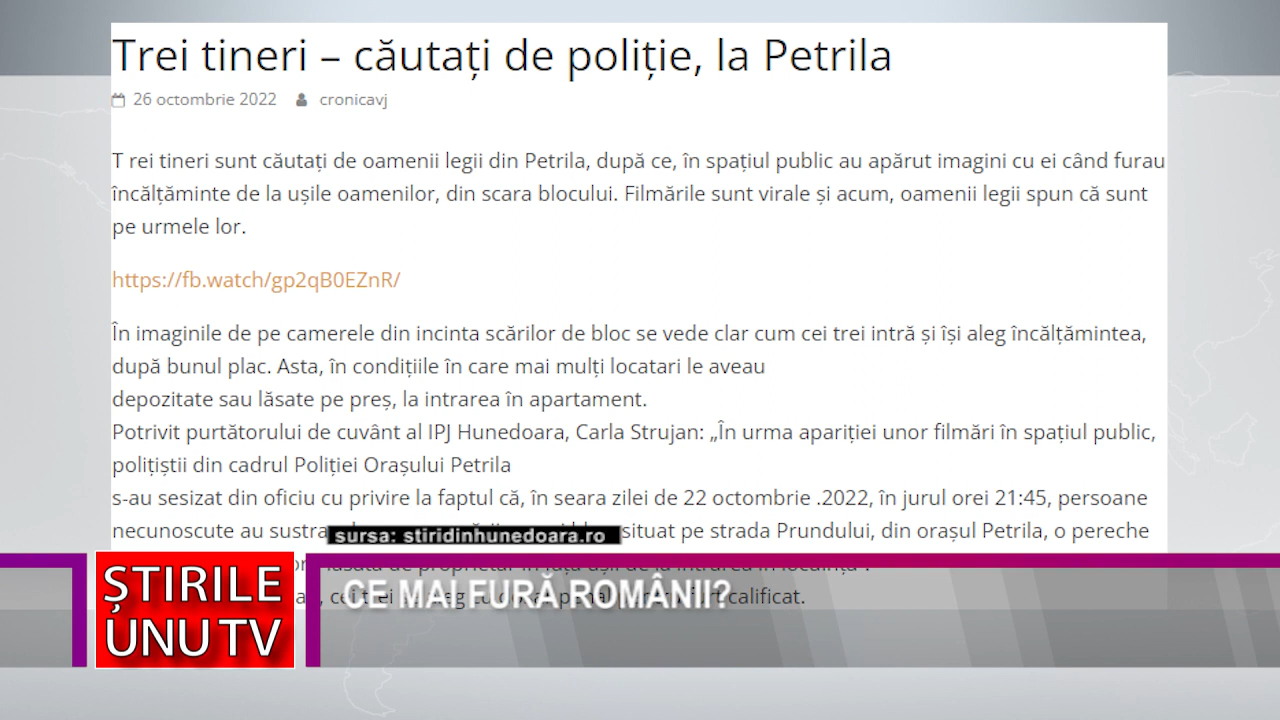 Trei tineri – căutați de poliție, la Petrila
26 octombrie 2022 cronicavj
T rei tineri sunt căutați de oamenii legii din Petrila, după ce, în spațiul public au apărut imagini cu ei când furau
încălțăminte de la ușile oamenilor, din scara blocului. Filmările sunt virale și acum, oamenii legii spun că sunt
pe urmele lor.
https://fb.watch/gp2qB0EZnR/
În imaginile de pe camerele din incinta scărilor de bloc se vede clar cum cei trei intră și își aleg încălțămintea,
după bunul plac. Asta, în condițiile în care mai mulți locatari le aveau
depozitate sau lăsate pe preș, la intrarea în apartament.
Potrivit purtătorului de cuvânt al IPJ Hunedoara, Carla Strujan: „În urma apariției unor filmări în spațiul public,
polițiștii din cadrul Poliției Orașului Petrila
s-au sesizat din oficiu cu privire la faptul că, în seara zilei de 22 octombrie .2022, în jurul orei 21:45, persoane
necunoscute au situat pe strada Prundului, din orașul Petrila, o pereche
sursa: stiridinhunedoara.ro
cei calificat.
ȘTIRILE
UNU TV
CE MAI FURĂ ROMÂNII?